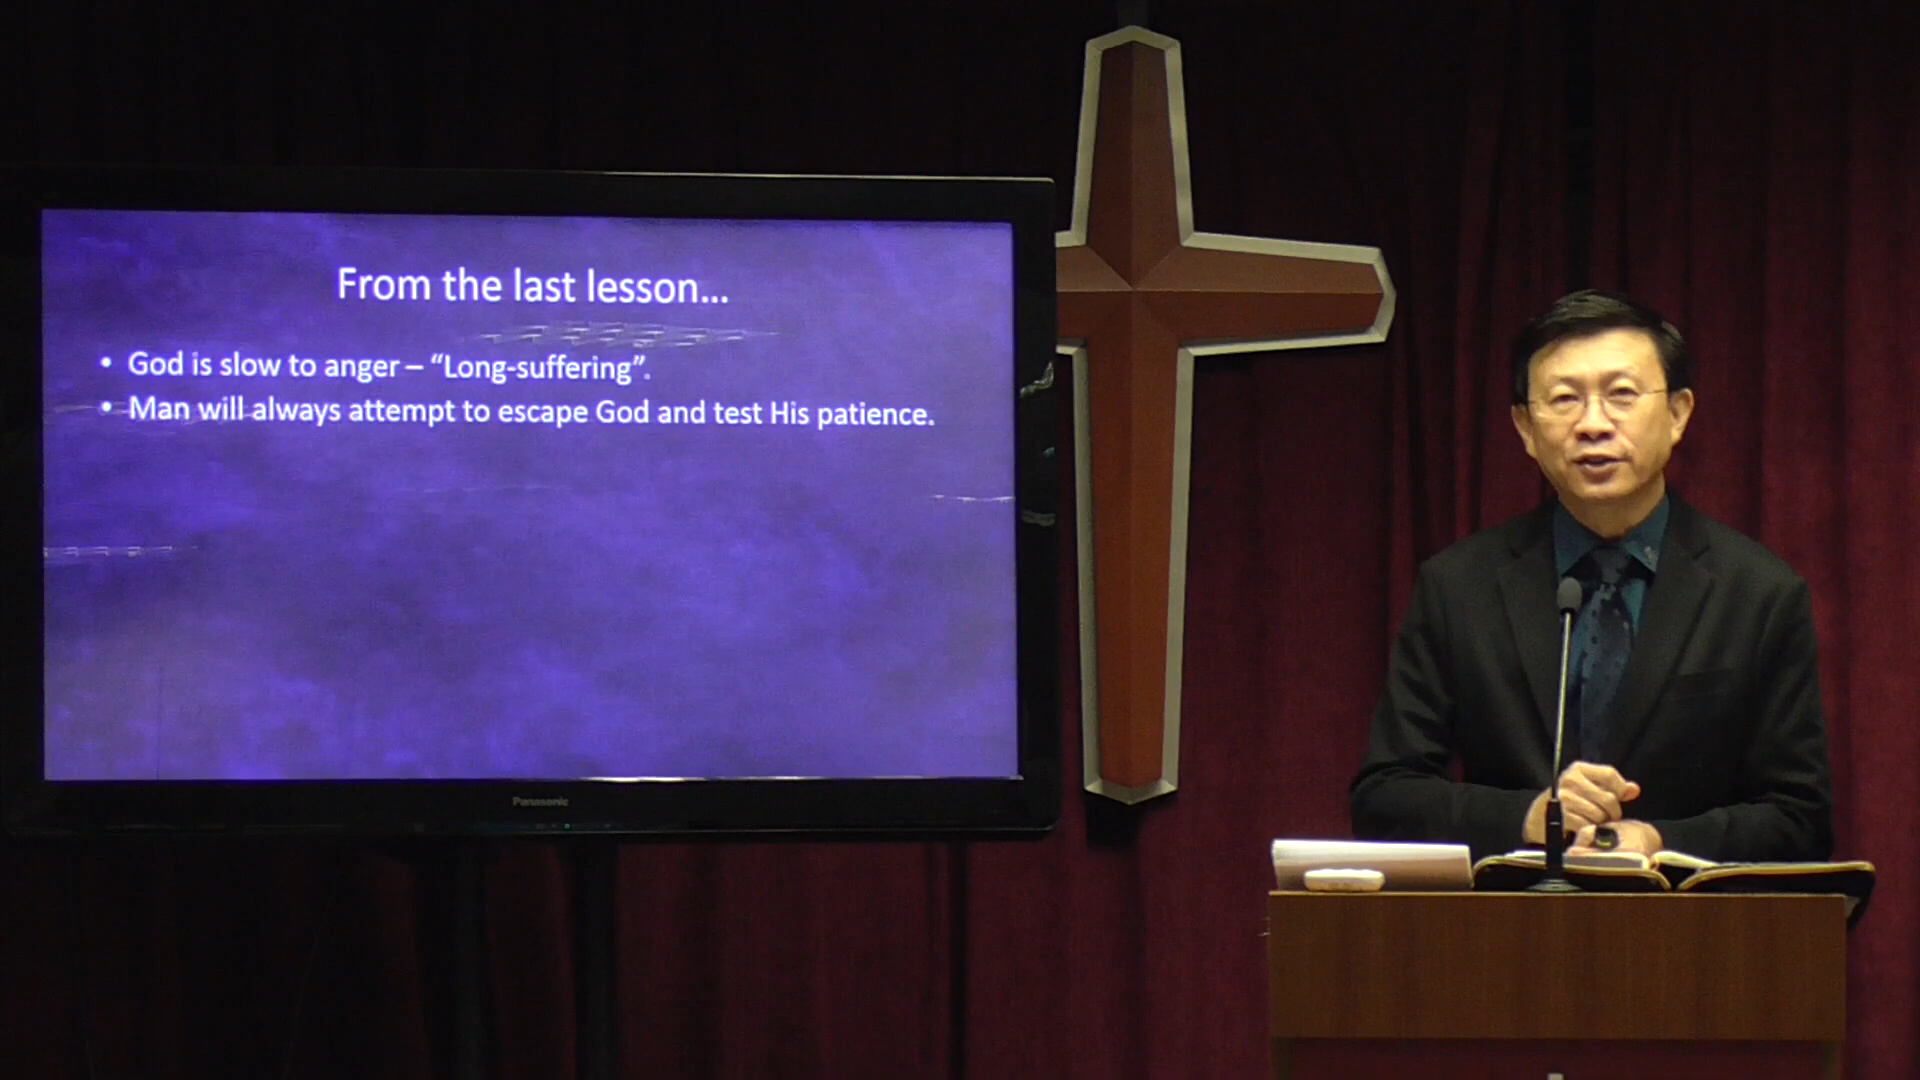 From the last lesson...
• God is slow to anger – “Long-suffering”.
• Man will always attempt to escape God and test His patience.
Panasonic